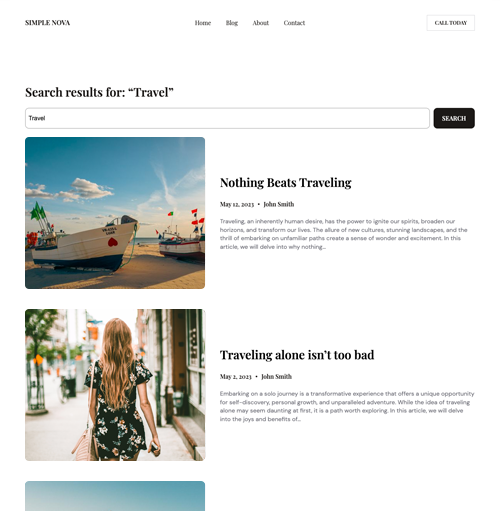 SIMPLE NOVA
Home Blog About Contact
CALL TODAY
Search results for: “Travel”
Travel
SEARCH
Nothing Beats Traveling
May 12, 2023 • John Smith
Traveling, an inherently human desire, has the power to ignite our spirits, broaden our
horizons, and transform our lives. The allure of new cultures, stunning landscapes, and the
thrill of embarking on unfamiliar paths create a sense of wonder and excitement. In this
article, we will delve into why nothing…
Traveling alone isn’t too bad
May 2, 2023 • John Smith
Embarking on a solo journey is a transformative experience that offers a unique opportunity
for self-discovery, personal growth, and unparalleled adventure. While the idea of traveling
alone may seem daunting at first, it is a path worth exploring. In this article, we will delve
into the joys and benefits of…